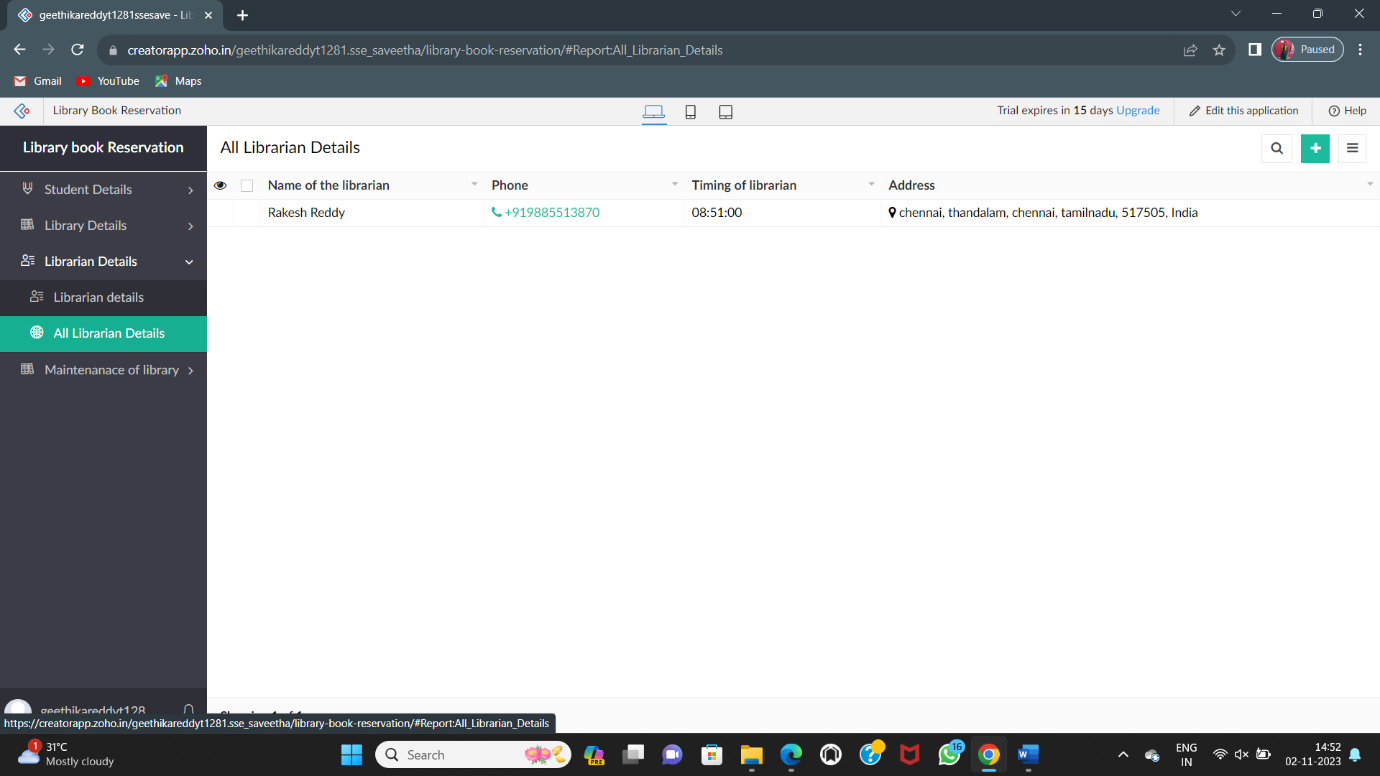 geethikareddyt1281ssesave - Lib
creatorapp.zoho.in/geethikareddyt1281.sse_saveetha/library-book-reservation/#Report:All_Librarian_Details
Paused
Gmail YouTube Maps
Library Book Reservation
Trial expires in 15 days Upgrade
Edit this application
Help
Library book Reservation
Student Details
Library Details
Librarian Details
Librarian details
All Librarian Details
Maintenanace of library
geethikareddyt128
All Librarian Details
Name of the librarian Phone Timing of librarian Address
Rakesh Reddy +919885513870 08:51:00 chennai, thandalam, chennai, tamilnadu, 517505, India
https://creatorapp.zoho.in/geethikareddyt1281.sse_saveetha/library-book-reservation/#Report:All_Librarian_Details
1
31°C
Mostly cloudy
Search
PRE
16
ENG
IN
14:52
02-11-2023